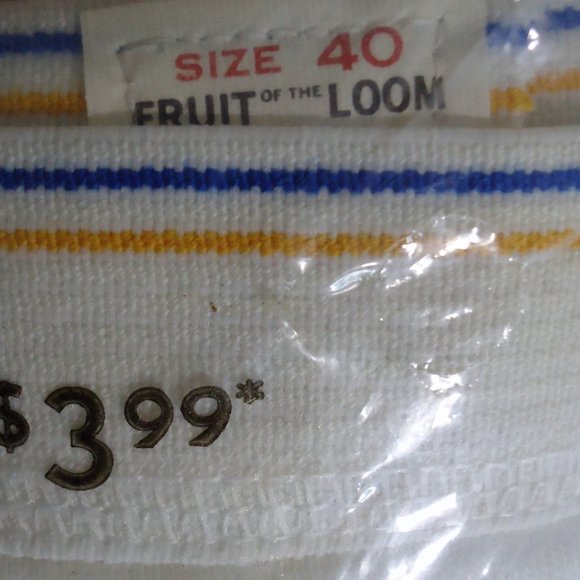 SIZE 40
FRUIT OF THE LOOM
$3.99*